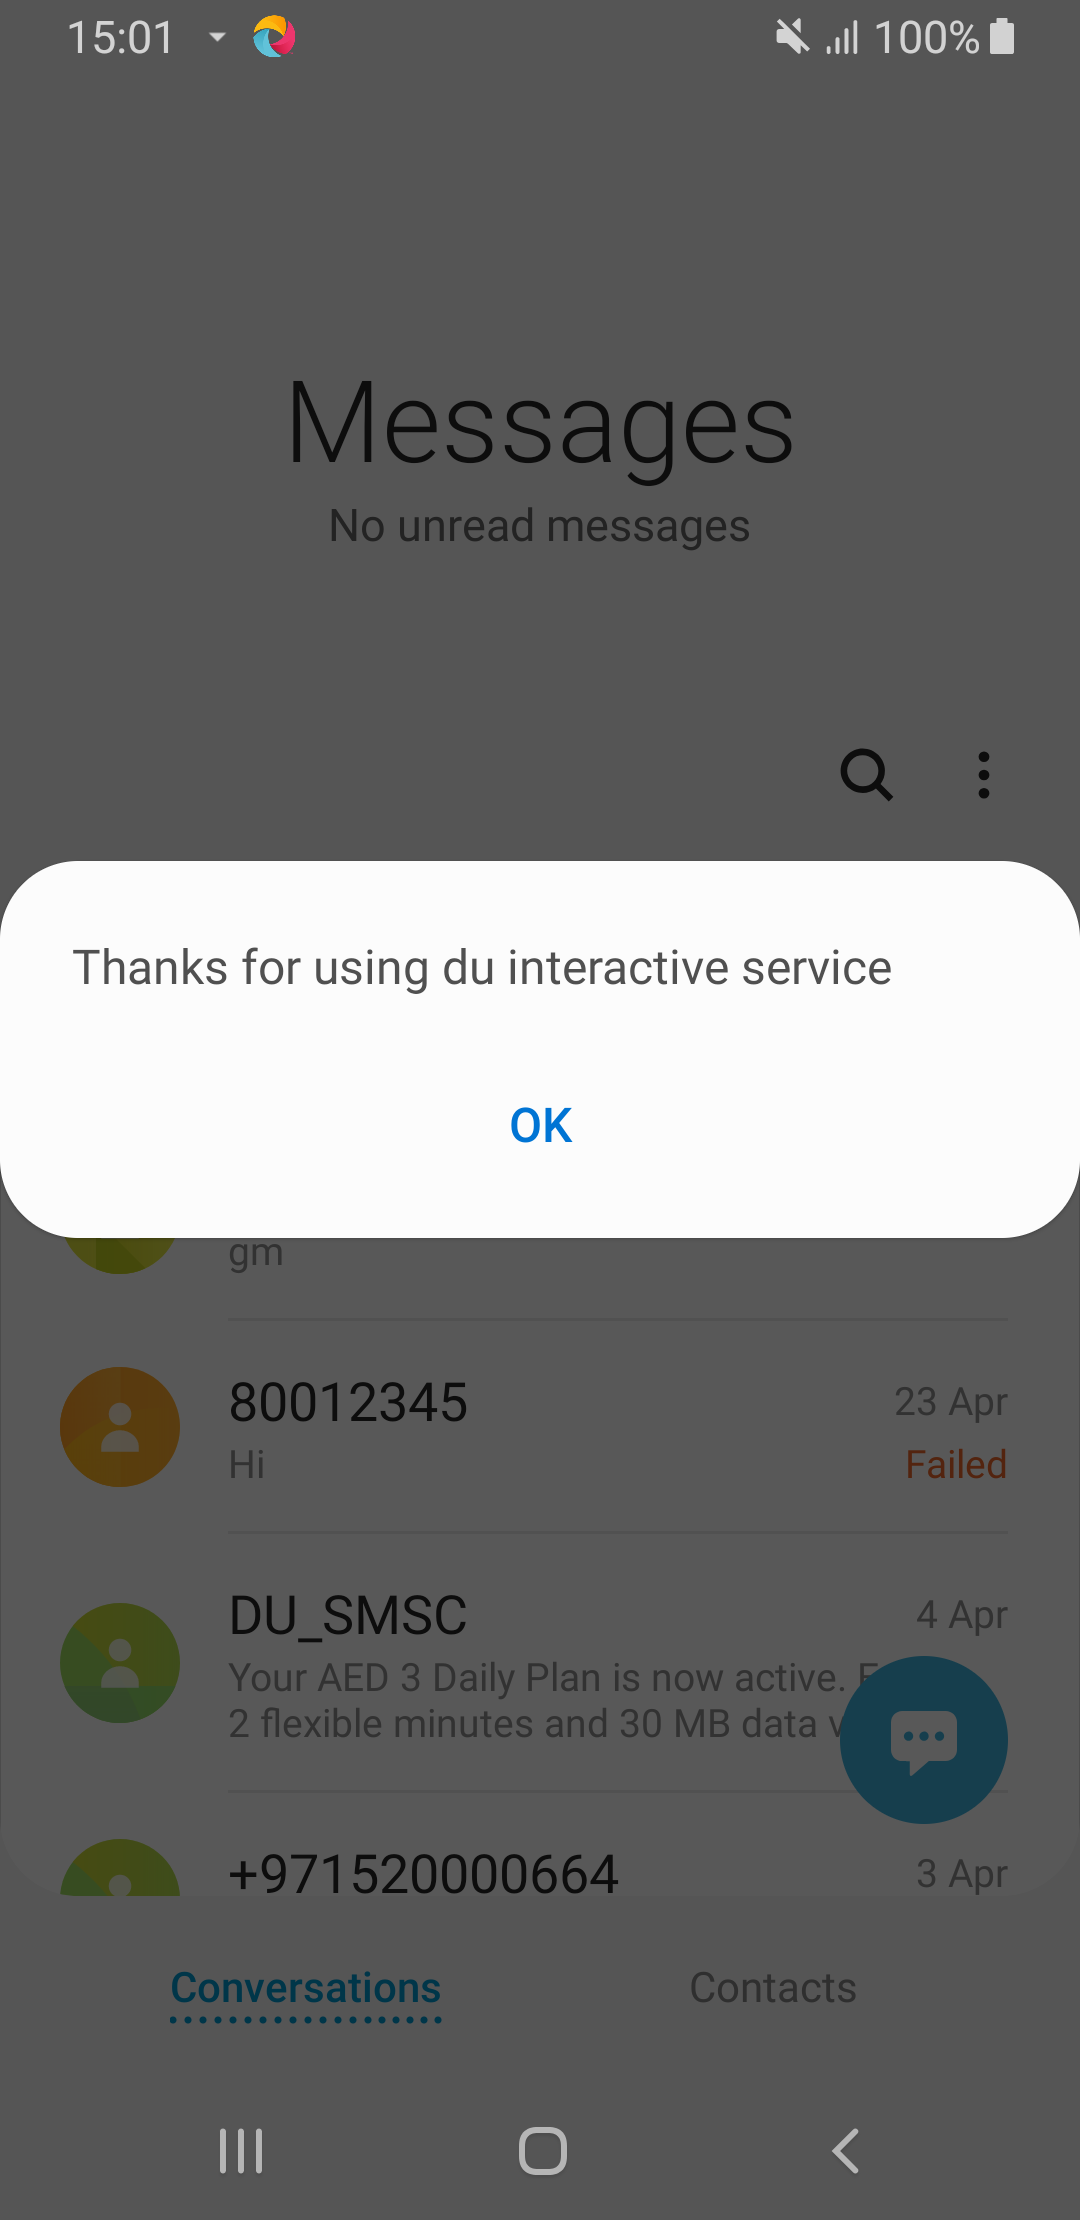 15:01
100%
Messages
No unread messages
Thanks for using du interactive service
OK
gm
80012345
23 Apr
Hi
Failed
DU_SMSC
4 Apr
Your AED 3 Daily Plan is now active.
2 flexible minutes and 30 MB data
+971520000664
3 Apr
Conversations
Contacts